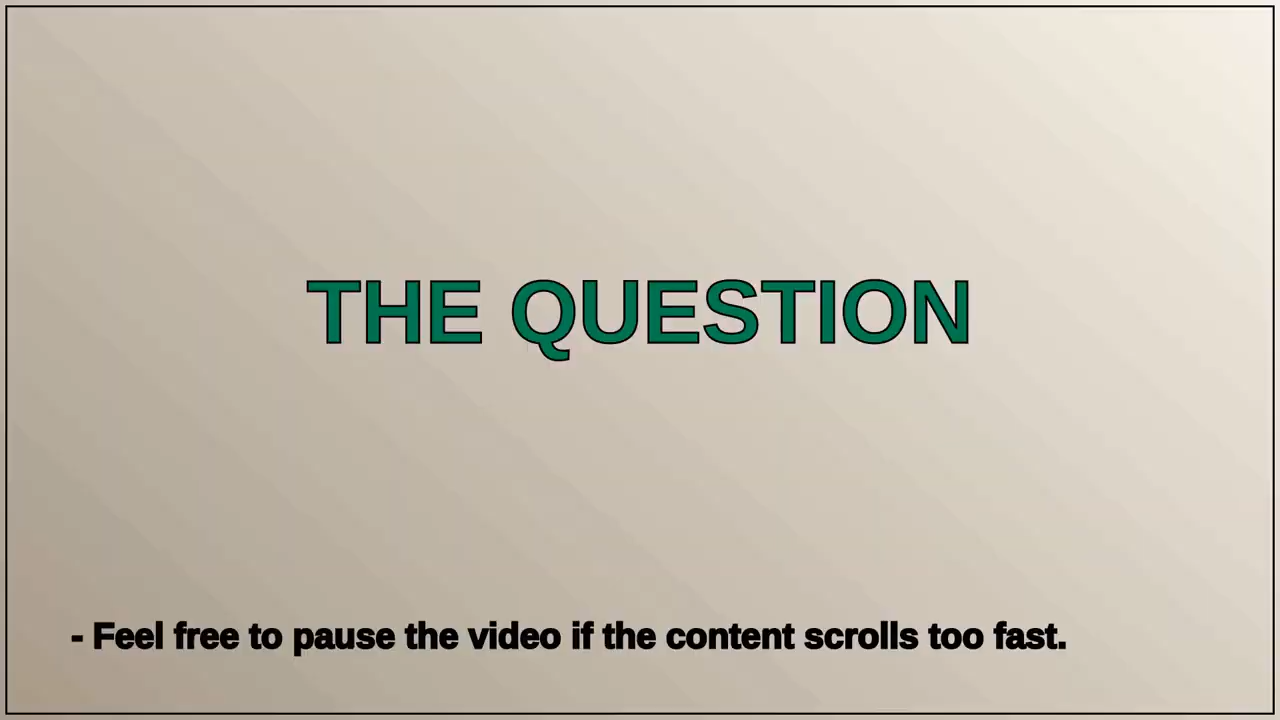 THE QUESTION
- Feel free to pause the video if the content scrolls too fast.